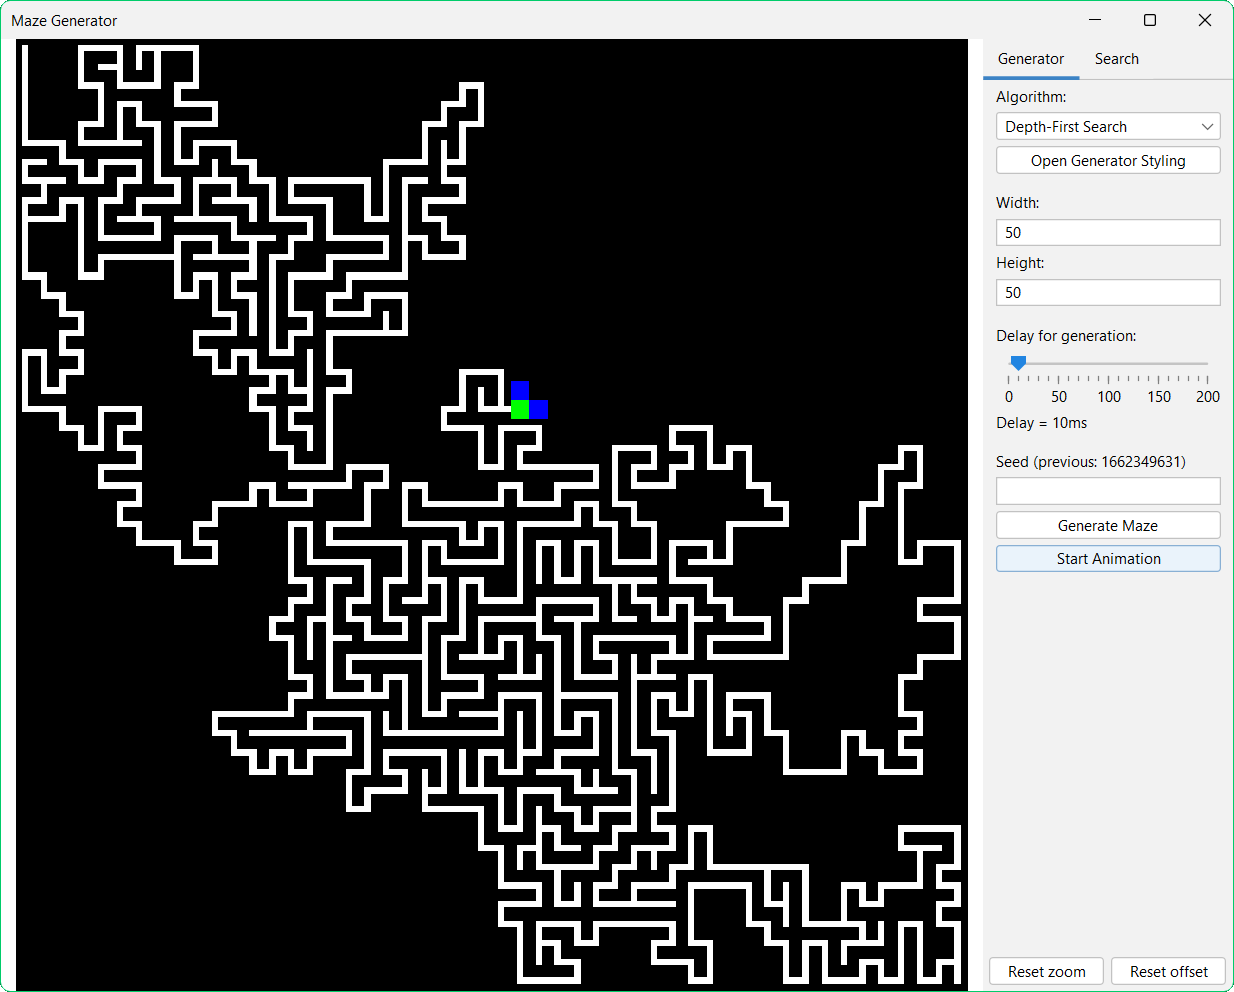 Maze Generator
Generator Search
Algorithm:
Depth-First Search
Open Generator Styling
Width:
50
Height:
50
Delay for generation:
0 50 100 150 200
Delay = 10ms
Seed (previous: 1662349631)
Generate Maze
Start Animation
Reset zoom Reset offset